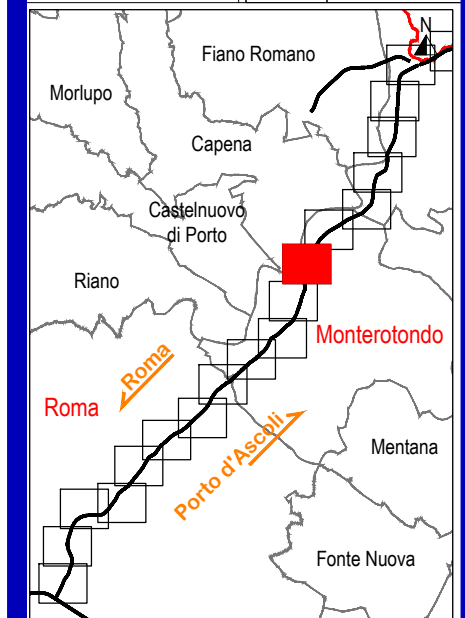 N
Fiano Romano
Morlupo
Capena
Castelnuovo
di Porto
Riano
Monterotondo
Roma
Roma
Porto d'Ascoli
Mentana
Fonte Nuova